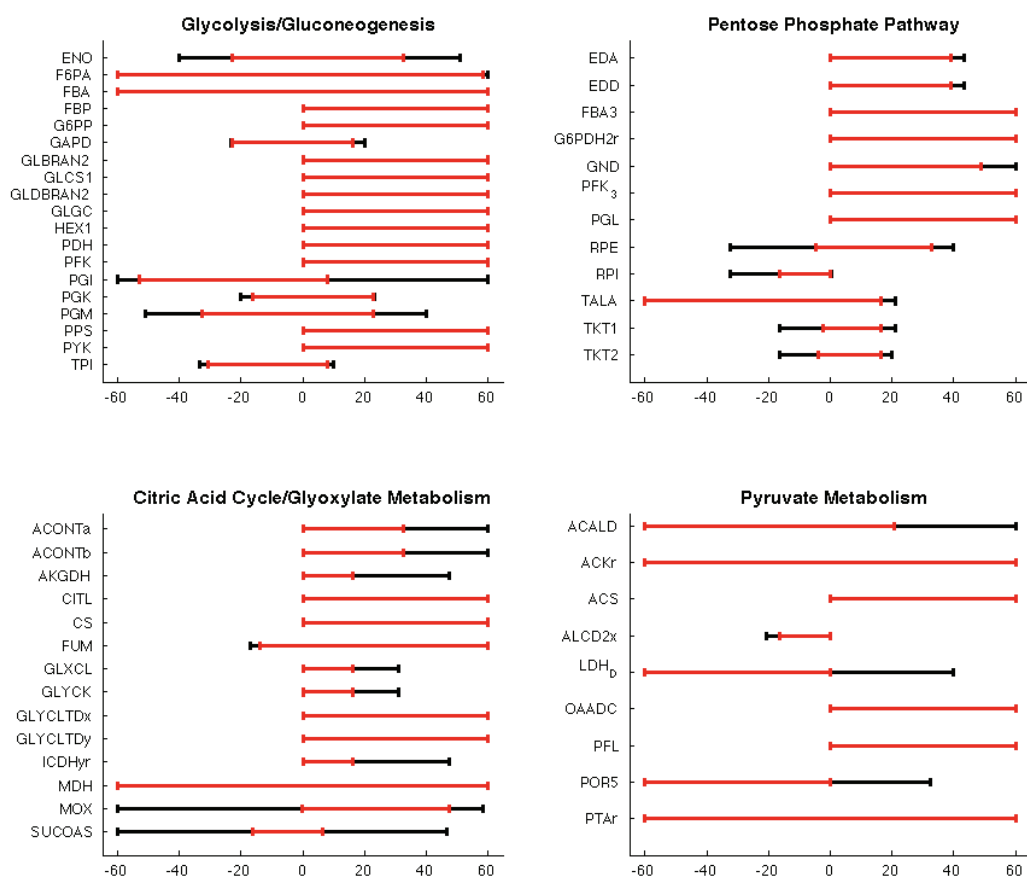 Glycolysis/Gluconeogenesis
ENO
F6PA
FBA
FBP
G6PP
GAPD
GLBRAN2
GLCS1
GLDBRAN2
GLGC
HEX1
PDH
PFK
PGI
PGK
PGM
PPS
PYK
TPI
-60 -40 -20 0 20 40 60
Pentose Phosphate Pathway
EDA
EDD
FBA3
G6PDH2r
GND
PFK3
PGL
RPE
RPI
TALA
TKT1
TKT2
-60 -40 -20 0 20 40 60
Citric Acid Cycle/Glyoxylate Metabolism
ACONTa
ACONTb
AKGDH
CITL
CS
FUM
GLXCL
GLYCK
GLYCLTDx
GLYCLTDy
ICDHyr
MDH
MOX
SUCOAS
-60 -40 -20 0 20 40 60
Pyruvate Metabolism
ACALD
ACKr
ACS
ALCD2x
LDHD
OAADC
PFL
POR5
PTAr
-60 -40 -20 0 20 40 60